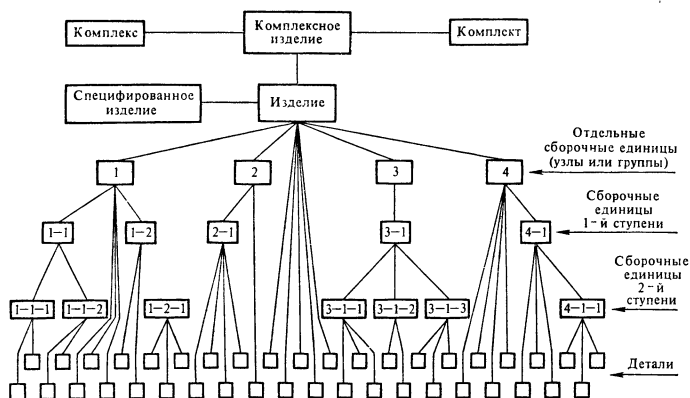 Комплекс
Комплексное
изделие
Комплект
Специфированное
изделие
Изделие
Отдельные
сборочные единицы
(узлы или группы)
1
2
3
4
Сборочные
единицы
1-й ступени
1-1
1-2
2-1
3-1
4-1
Сборочные
единицы
2-й
ступени
1-1-1
1-1-2
1-2-1
3-1-1
3-1-2
3-1-3
4-1-1
Детали